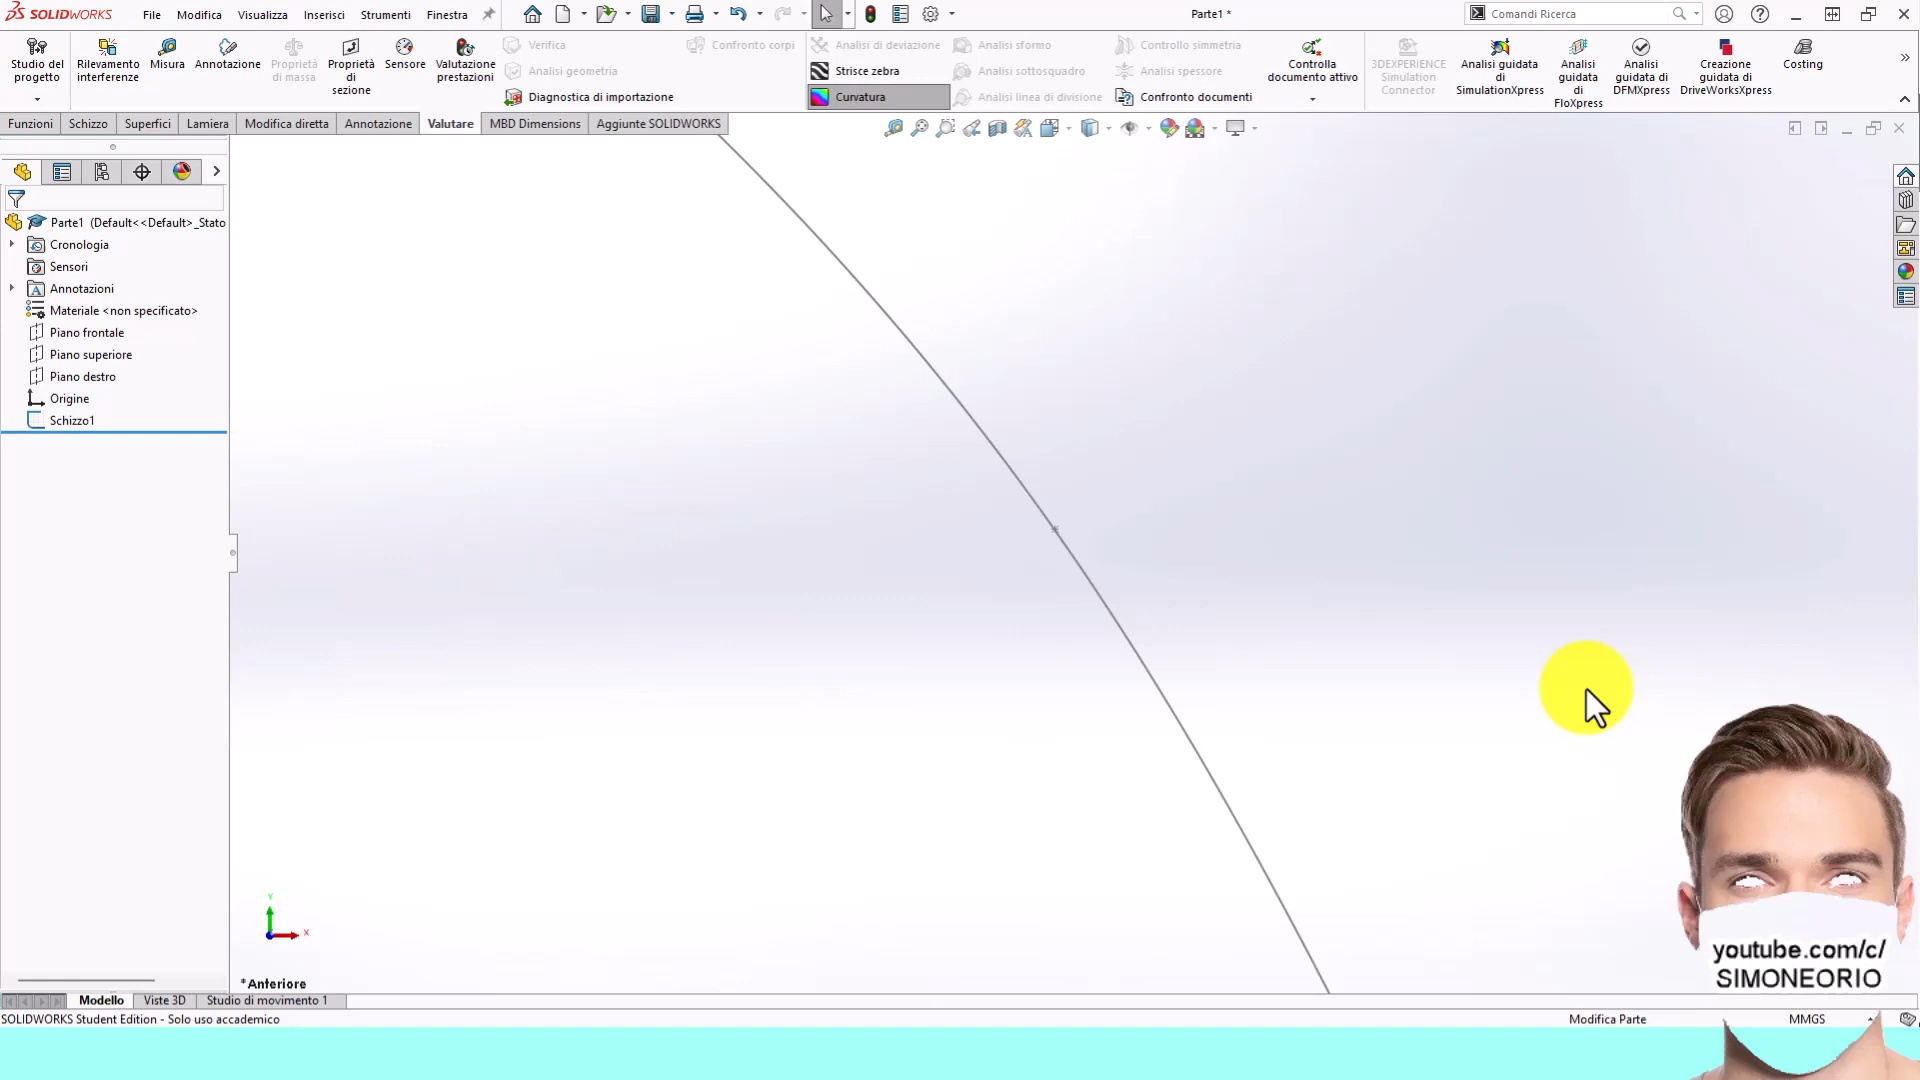 SOLIDWORKS File Modifica Visualizza Inserisci Strumenti Finestra Parte1 * Comandi Ricerca
Studio del progetto
Rilevamento interferenze
Misura
Annotazione
Proprietà di massa
Proprietà di sezione
Sensore
Valutazione prestazioni
Verifica
Analisi geometria
Diagnostica di importazione
Confronto corpi
Analisi di deviazione
Strisce zebra
Curvatura
Analisi sformo
Analisi sottosquadro
Analisi linea di divisione
Controllo simmetria
Analisi spessore
Confronto documenti
Controlla documento attivo
3DEXPERIENCE Simulation Connector
Analisi guidata di SimulationXpress
Analisi guidata di FloXpress
Analisi guidata di DFMXpress
Creazione guidata di DriveWorksXpress
Costing
Funzioni Schizzo Superfici Lamiera Modifica diretta Annotazione Valutare MBD Dimensions Aggiunte SOLIDWORKS
Parte1 (Default<<Default>_Stato
Cronologia
Sensori
Annotazioni
Materiale <non specificato>
Piano frontale
Piano superiore
Piano destro
Origine
Schizzo1
Y
X
*Anteriore
youtube.com/c/
SIMONEORIO
Modello Viste 3D Studio di movimento 1
SOLIDWORKS Student Edition - Solo uso accademico Modifica Parte MMGS